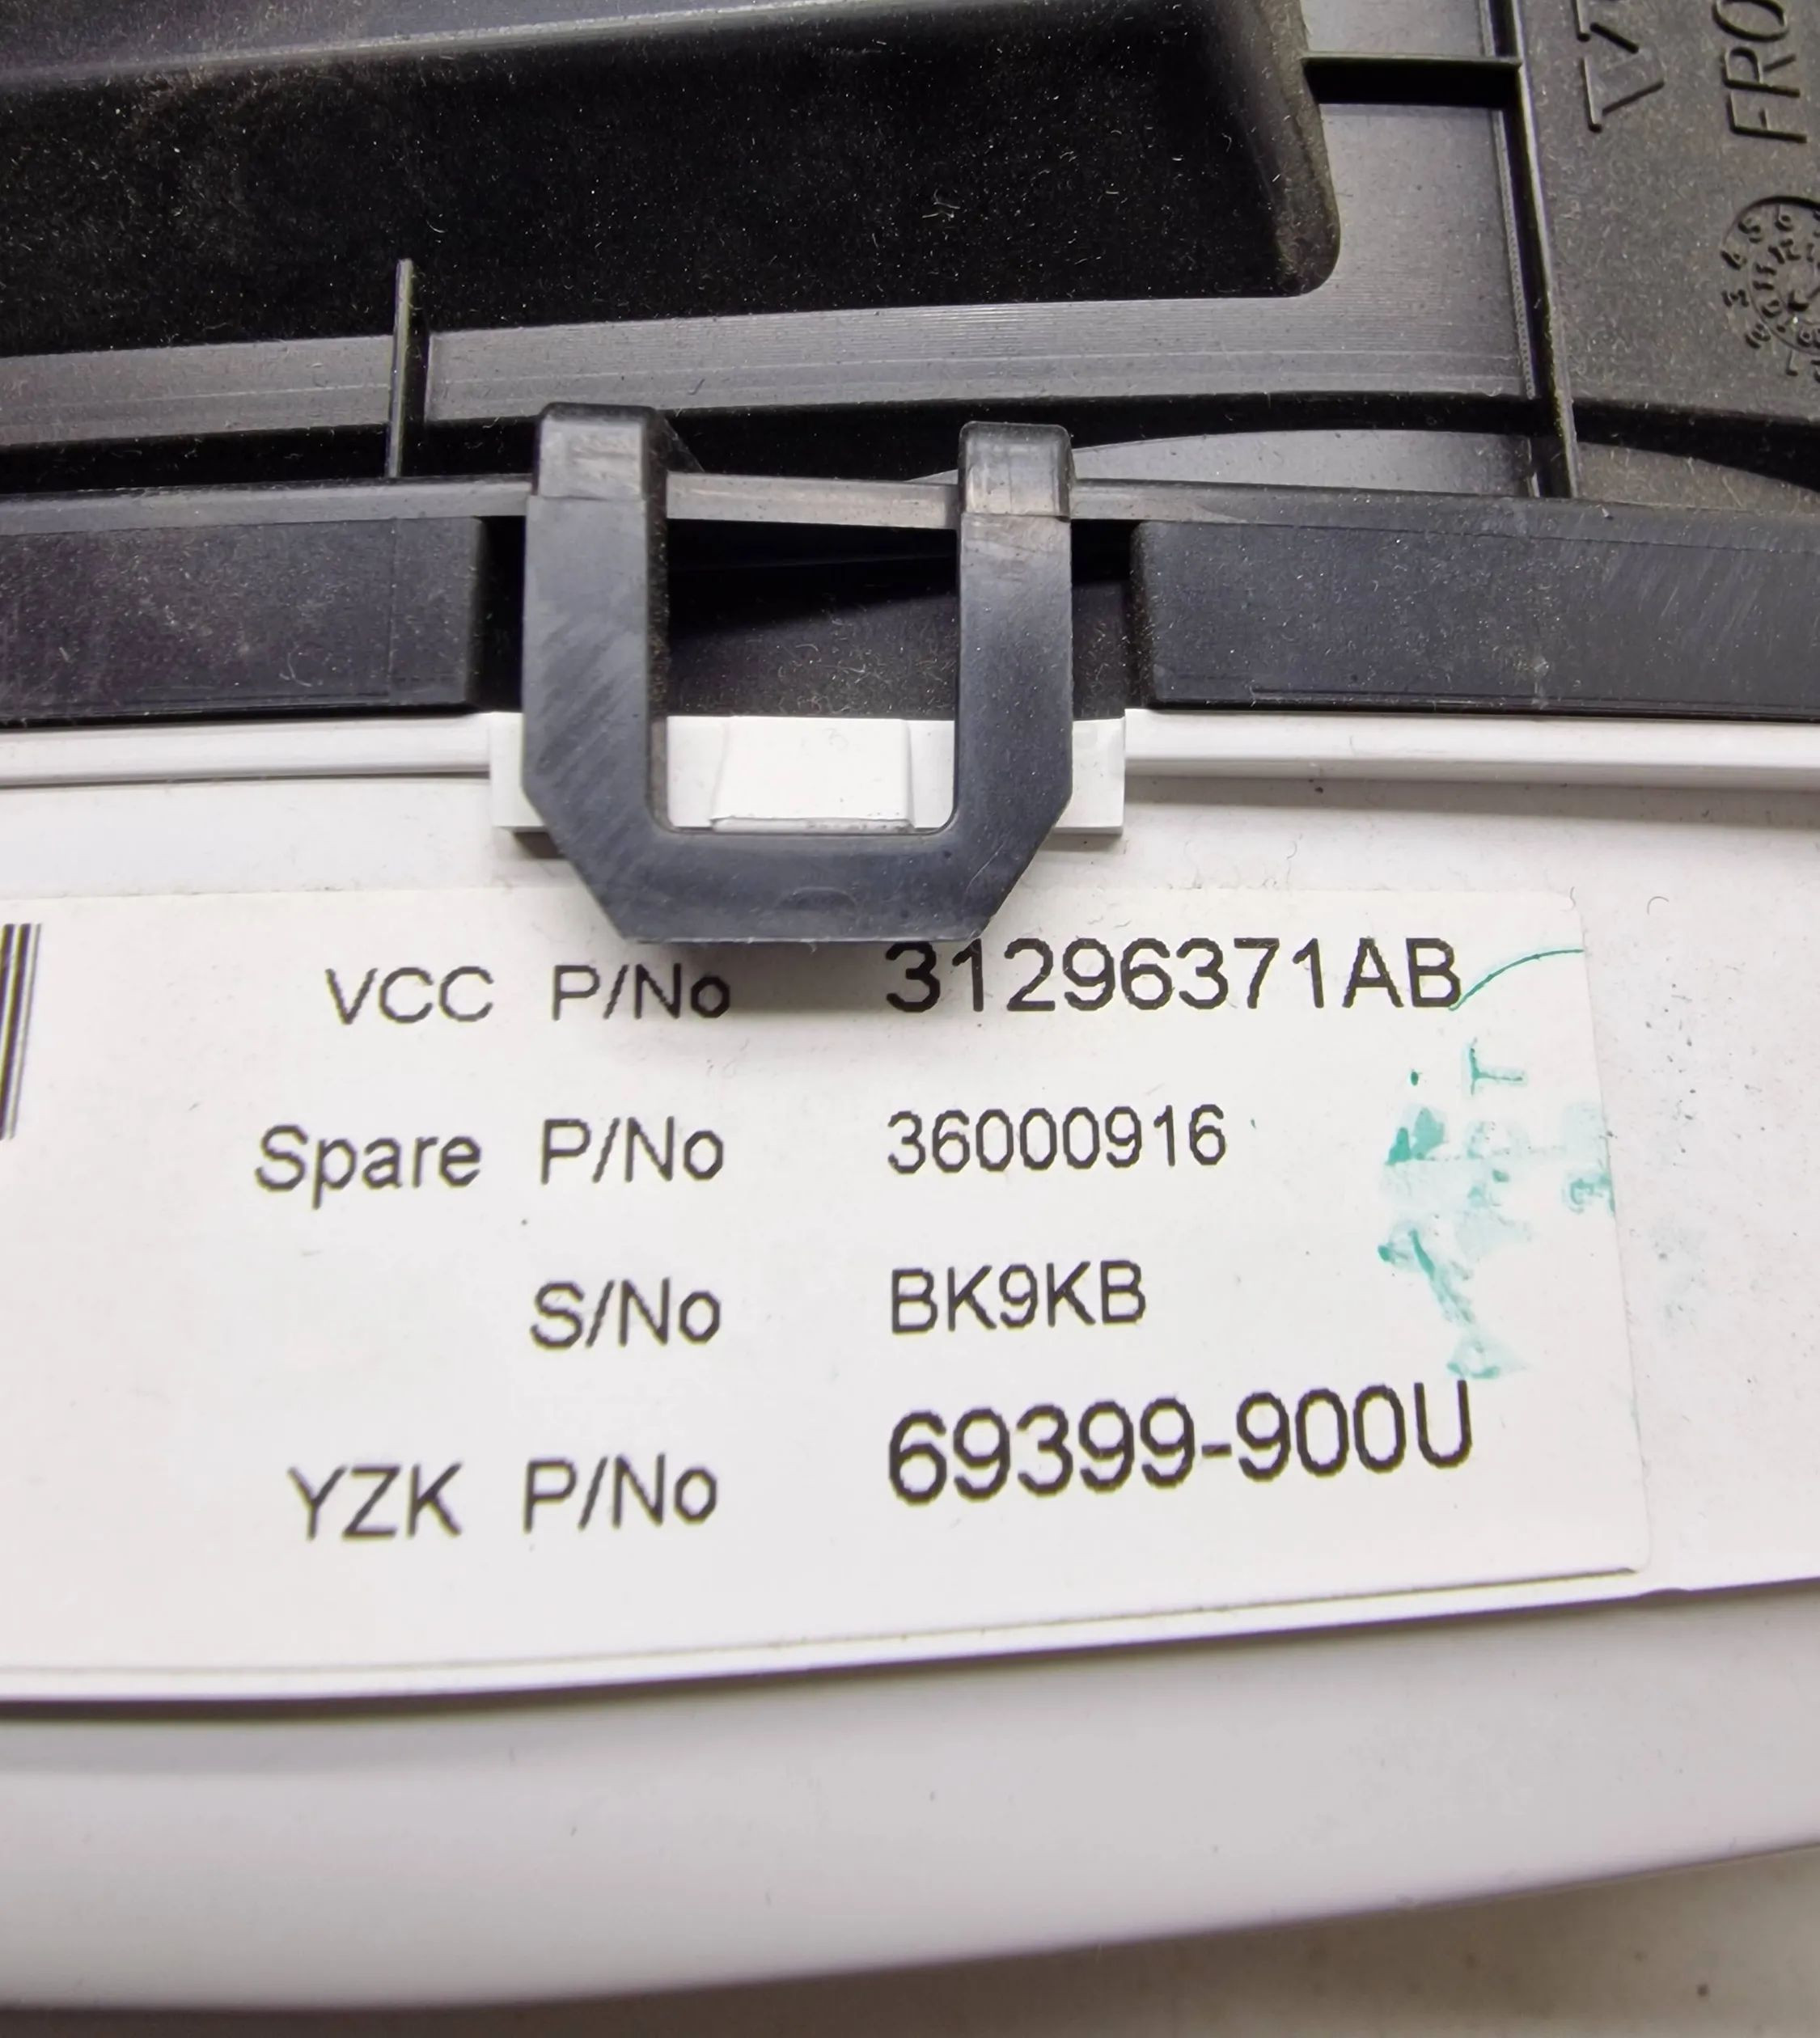 VCC P/No 31296371AB
Spare P/No 36000916
S/No BK9KB
YZK P/No 69399-900U